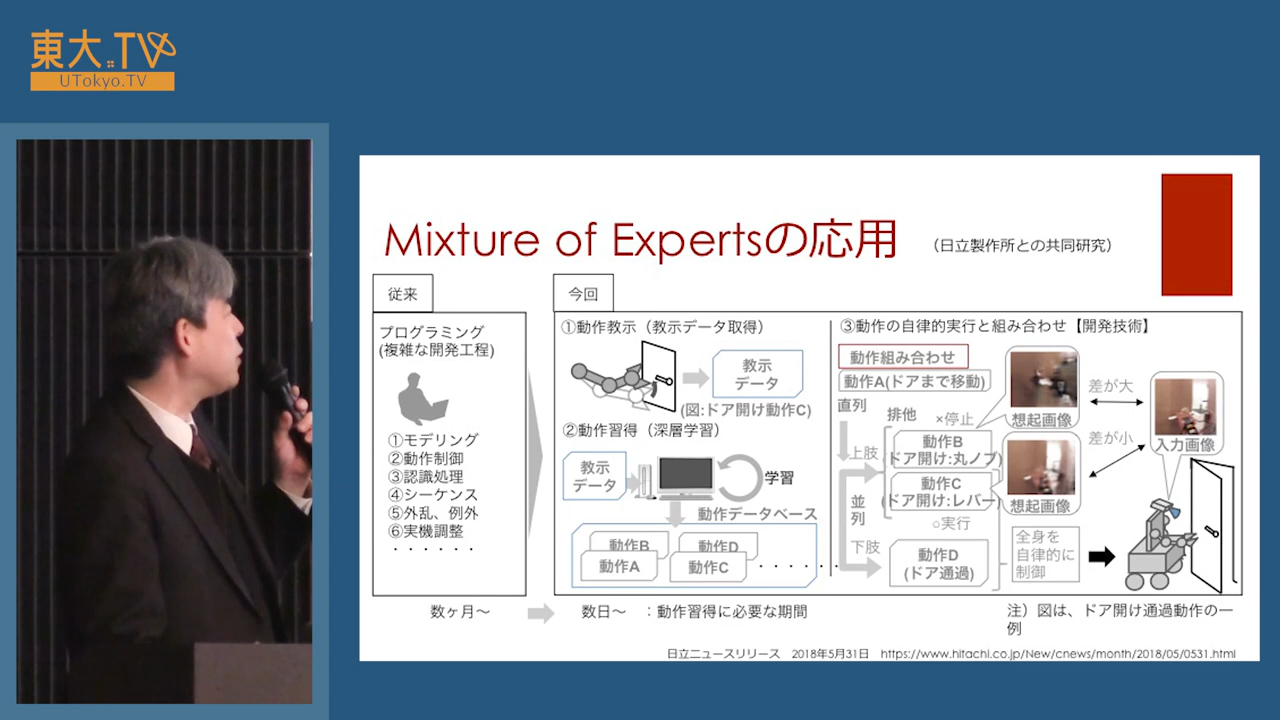 東大.TV
UTokyo.TV
Mixture of Expertsの応用
（日立製作所との共同研究）
従来
プログラミング
(複雑な開発工程)
①モデリング
②動作制御
③認識処理
④シーケンス
⑤外乱、例外
⑥実機調整
・・・・・・
今回
①動作教示（教示データ取得）
教示
データ
(図:ドア開け動作C)
②動作習得（深層学習）
教示
データ
学習
動作データベース
動作B
動作D
動作A
動作C
・・・・・・
③動作の自律的実行と組み合わせ【開発技術】
動作組み合わせ
動作A(ドアまで移動)
直列
排他
×停止
想起画像
差が大
差が小
入力画像
上肢
動作B
ドア開け:丸ノブ)
動作C
(ドア開け:レバー)
想起画像
並
列
○実行
下肢
動作D
(ドア通過)
全身を
自律的に
制御
数ヶ月～
数日～　：動作習得に必要な期間
注）図は、ドア開け通過動作の一
例
日立ニュースリリース　2018年5月31日　https://www.hitachi.co.jp/New/cnews/month/2018/05/0531.html